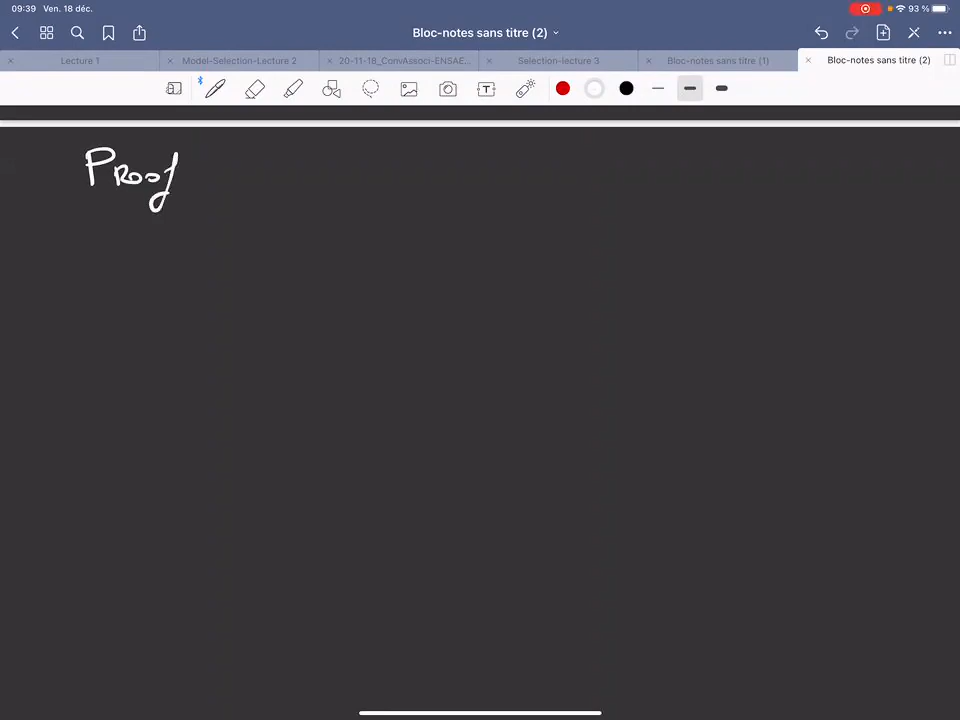 09:39 Ven. 18 déc. 93 %
Bloc-notes sans titre (2)
Lecture 1 Model-Selection-Lecture 2 20-11-18_ConvAssoci-ENSAE... Selection-lecture 3 Bloc-notes sans titre (1) Bloc-notes sans titre (2)
T
Proof